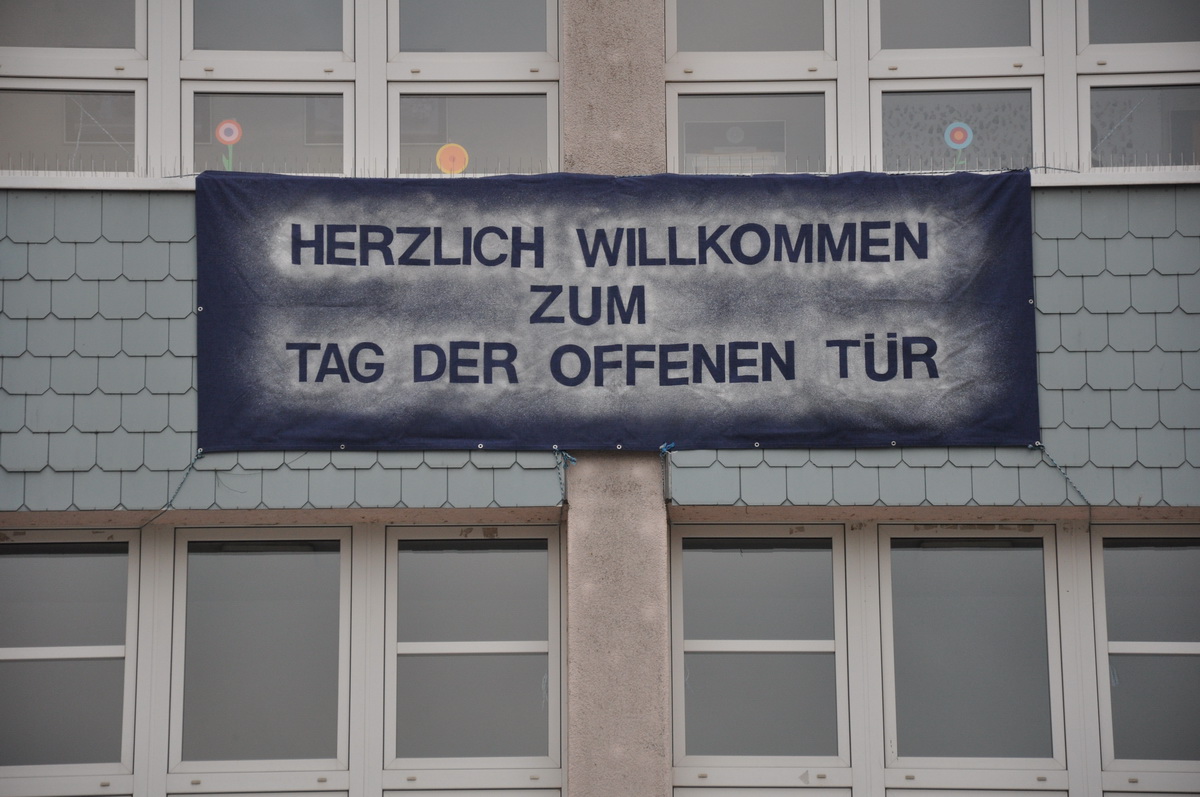 HERZLICH WILLKOMMEN
ZUM
TAG DER OFFENEN TÜR